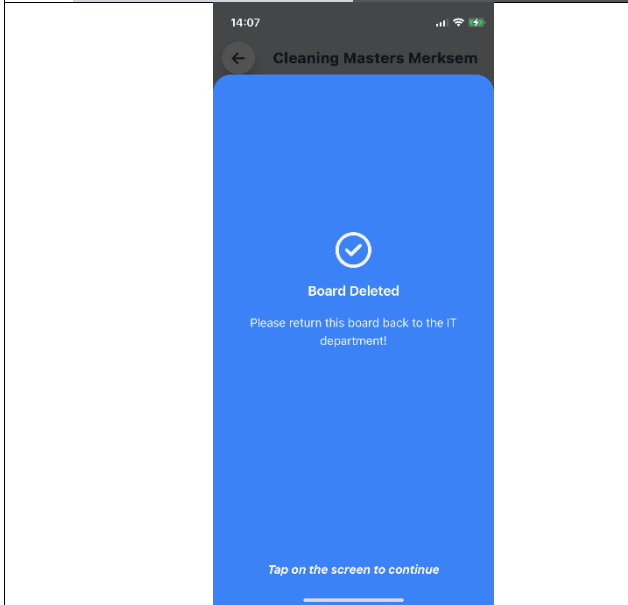 14:07
Cleaning Masters Merksem
Board Deleted
Please return this board back to the IT
department!
Tap on the screen to continue